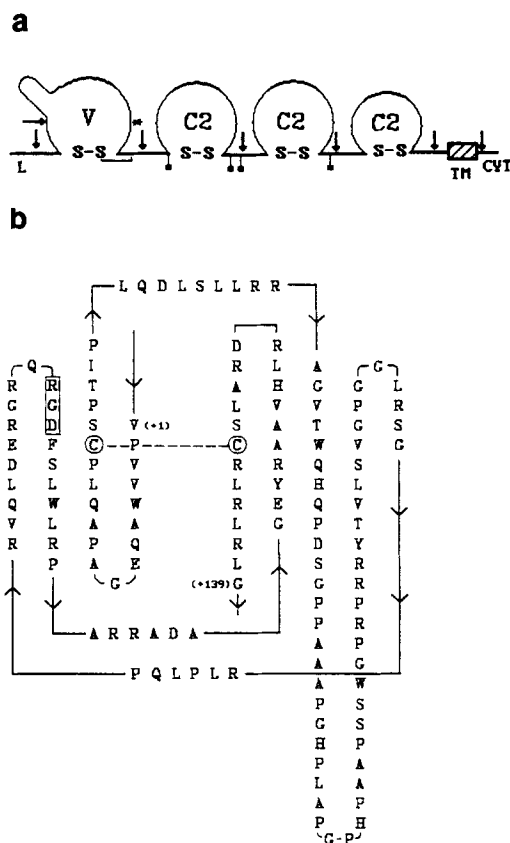 a
V
C2
C2
C2
*
S-S
S-S
S-S
S-S
L
TM
CYT
b
L Q D L S L L R R
P I T P S C P L Q A P A
G
V P V V W A Q E
(+1)
D R A L S C R L R L R L G
(+139)
R L H V A A R Y E G
Q
R G R E D L Q V R
R G D F S L W L R P
A R R A D A
P Q L P L R
A G V T W Q H Q P D S G P P A A A P G H P L A P
G-P
G P G V S L V T Y R R P R P G W S S P A A P H
G
L R S G